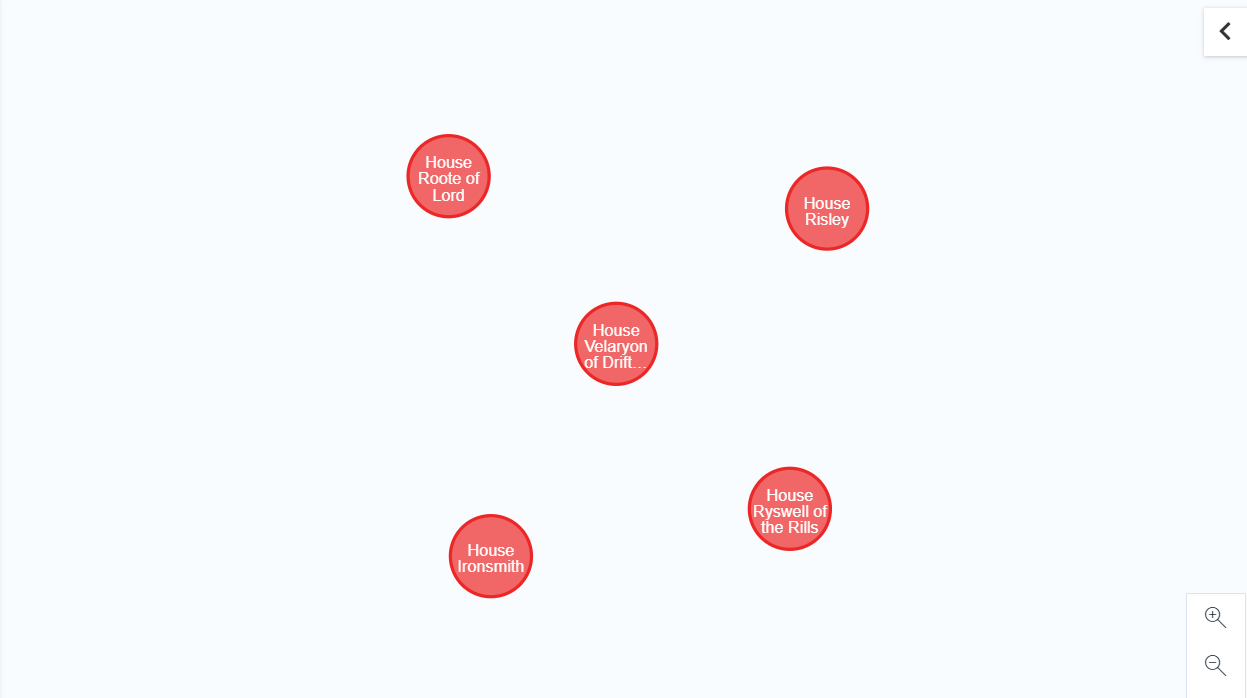 House
Roote of
Lord
House
Risley
House
Velaryon
of Drift...
House
Ryswell of
the Rills
House
Ironsmith